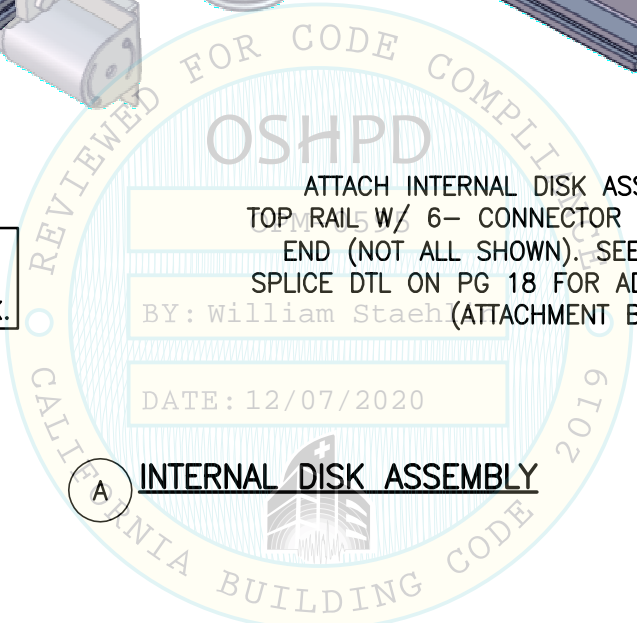 REVIEWED FOR CODE COMPLIANCE
OSHPD
ATTACH INTERNAL DISK ASS
TOP RAIL W/ 6– CONNECTOR
END (NOT ALL SHOWN). SEE
SPLICE DTL ON PG 18 FOR AD
BY: William Staehlin
(ATTACHMENT B
DATE: 12/07/2020
A INTERNAL DISK ASSEMBLY
CALIFORNIA BUILDING CODE 2019